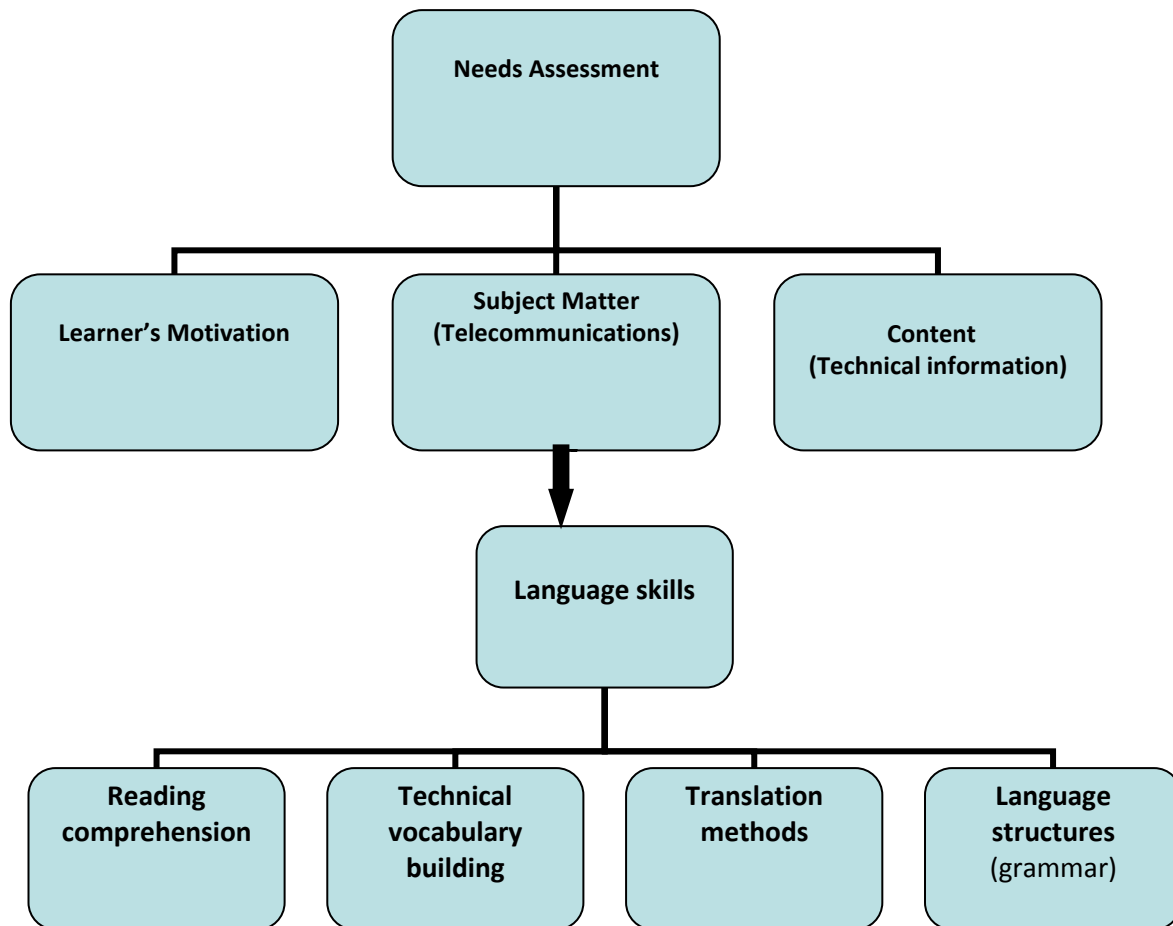 Needs Assessment
Learner’s Motivation
Subject Matter
(Telecommunications)
Content
(Technical information)
Language skills
Reading
comprehension
Technical
vocabulary
building
Translation
methods
Language
structures
(grammar)